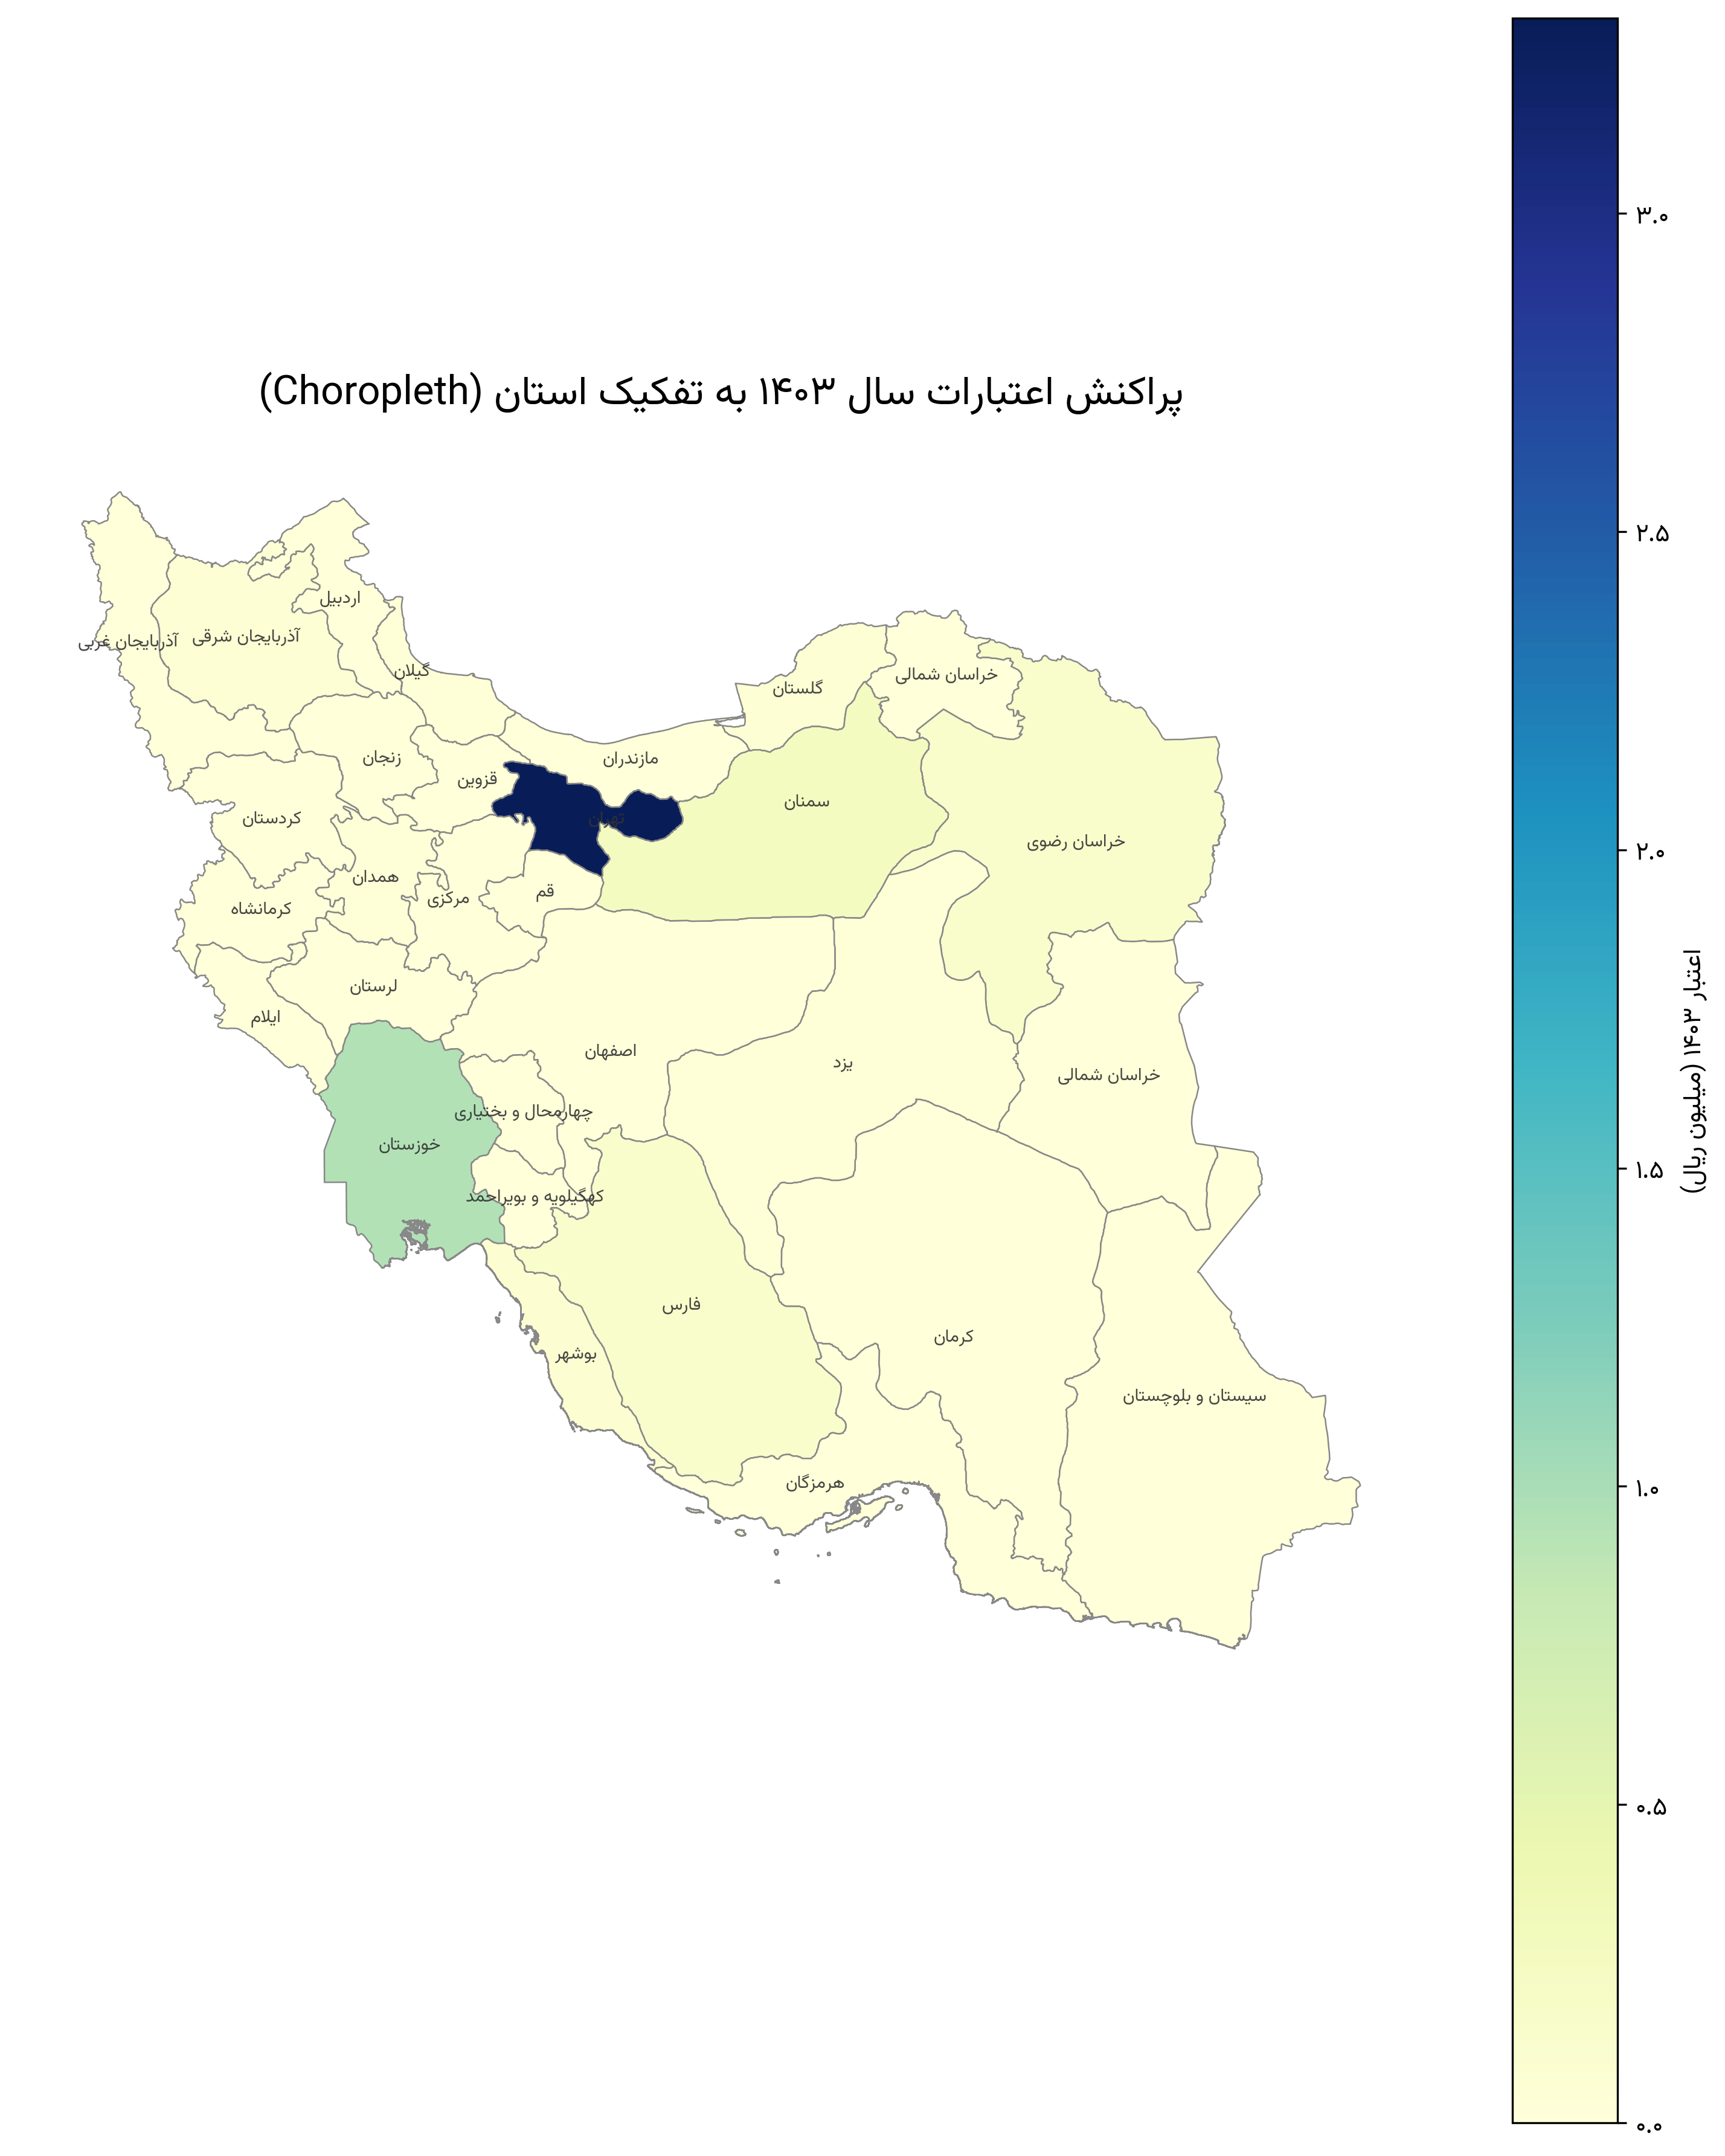 پراکنش اعتبارات سال ۱۴۰۳ به تفکیک استان (Choropleth)
اردبیل
آذربایجان شرقی
آذربایجان غربی
گیلان
خراسان شمالی
گلستان
زنجان
مازندران
قزوین
سمنان
کردستان
تهران
خراسان رضوی
همدان
قم
مرکزی
کرمانشاه
لرستان
ایلام
اصفهان
یزد
خراسان شمالی
چهارمحال و بختیاری
خوزستان
کهگیلویه و بویراحمد
فارس
کرمان
بوشهر
سیستان و بلوچستان
هرمزگان
۳.۰
۲.۵
۲.۰
۱.۵
۱.۰
۰.۵
۰.۰
اعتبار ۱۴۰۳ (میلیون ریال)